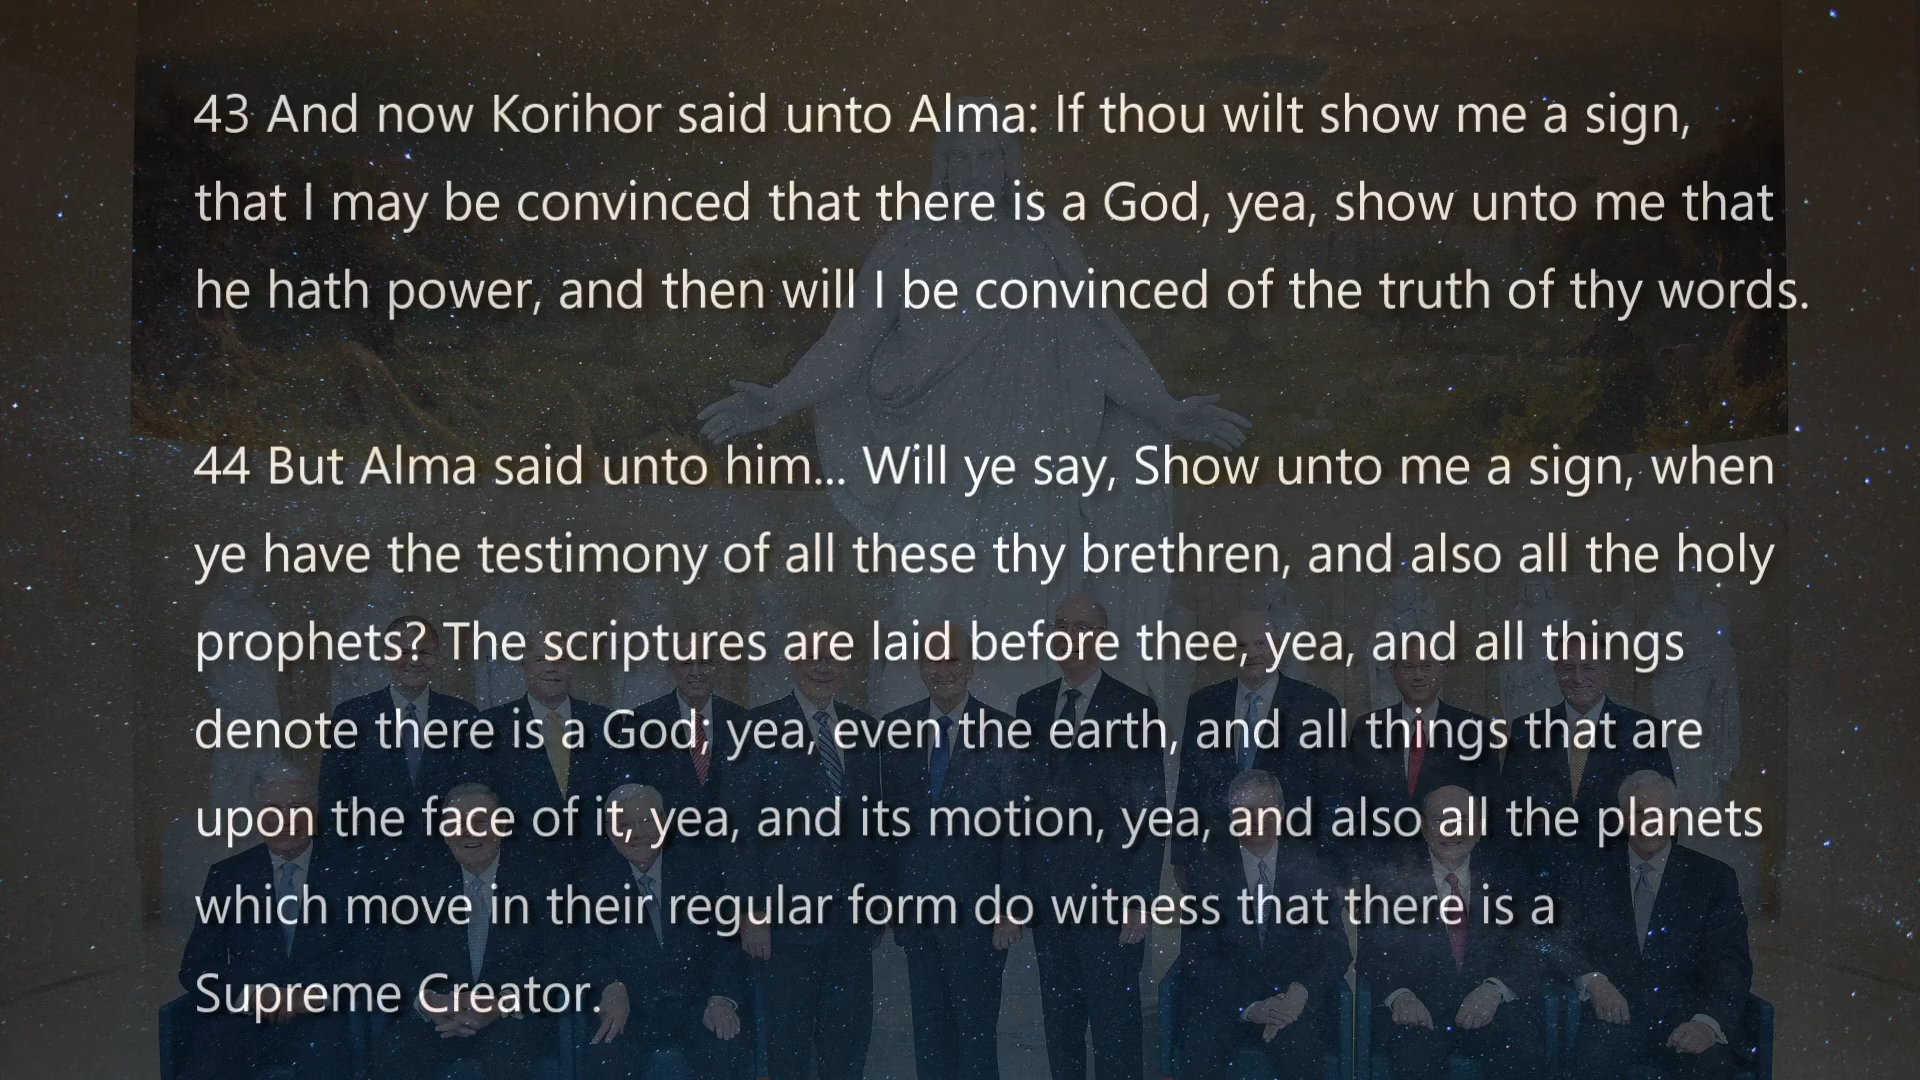 43 And now Korihor said unto Alma: If thou wilt show me a sign,
that I may be convinced that there is a God, yea, show unto me that
he hath power, and then will I be convinced of the truth of thy words.
44 But Alma said unto him... Will ye say, Show unto me a sign, when
ye have the testimony of all these thy brethren, and also all the holy
prophets? The scriptures are laid before thee, yea, and all things
denote there is a God; yea, even the earth, and all things that are
upon the face of it, yea, and its motion, yea, and also all the planets
which move in their regular form do witness that there is a
Supreme Creator.